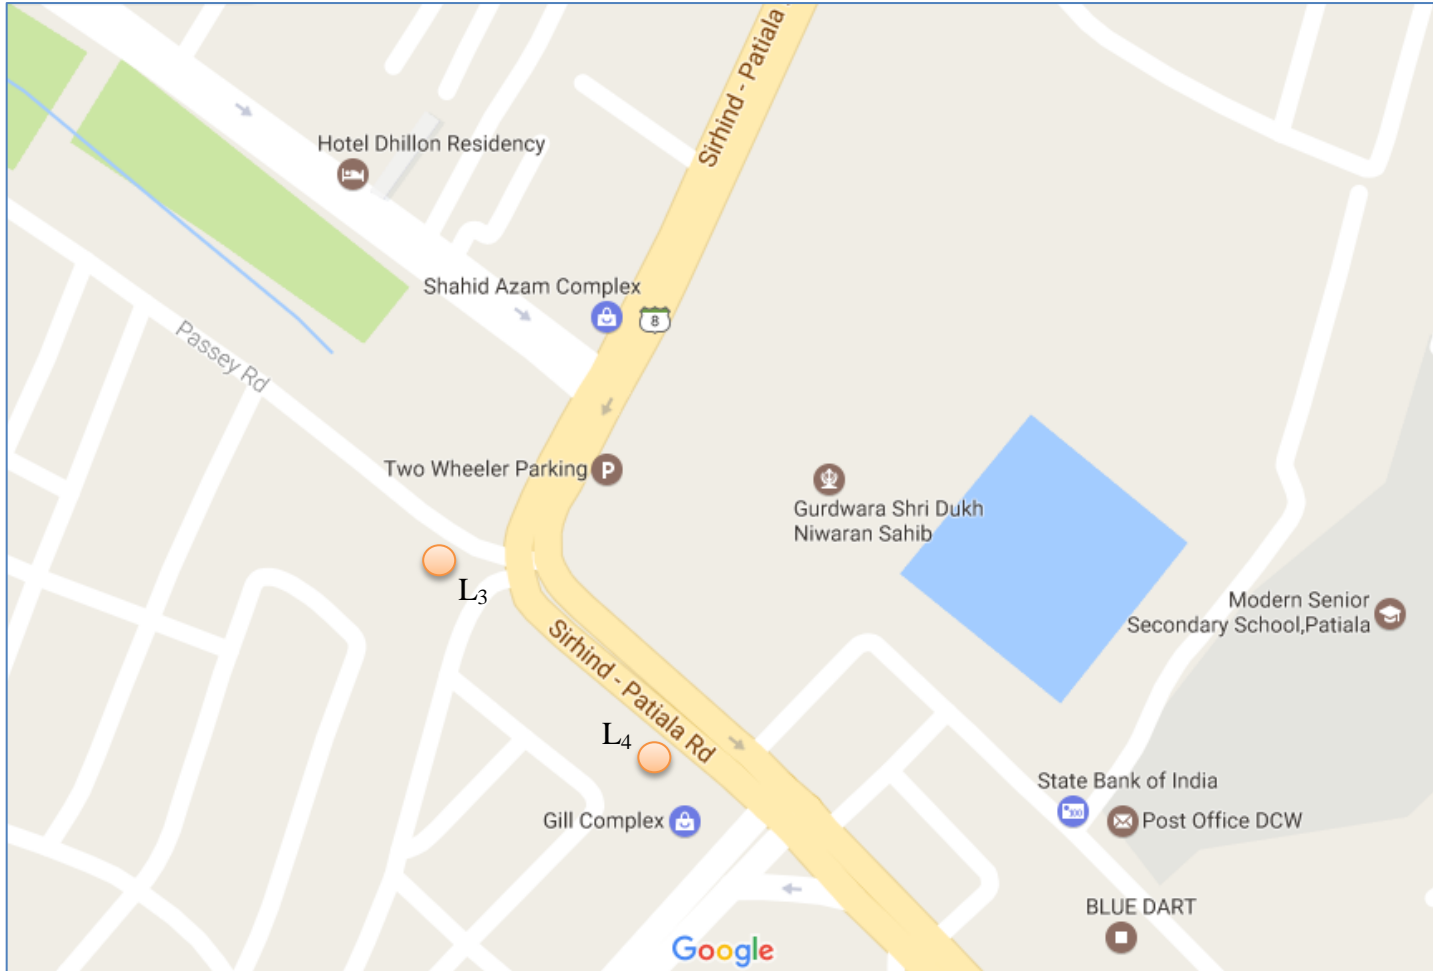 Sirhind - Patiala
Hotel Dhillon Residency
Shahid Azam Complex
8
Passey Rd
Two Wheeler Parking
P
Gurdwara Shri Dukh
Niwaran Sahib
L3
Modern Senior
Secondary School,Patiala
Sirhind - Patiala Rd
L4
State Bank of India
100
Gill Complex
Post Office DCW
BLUE DART
Google